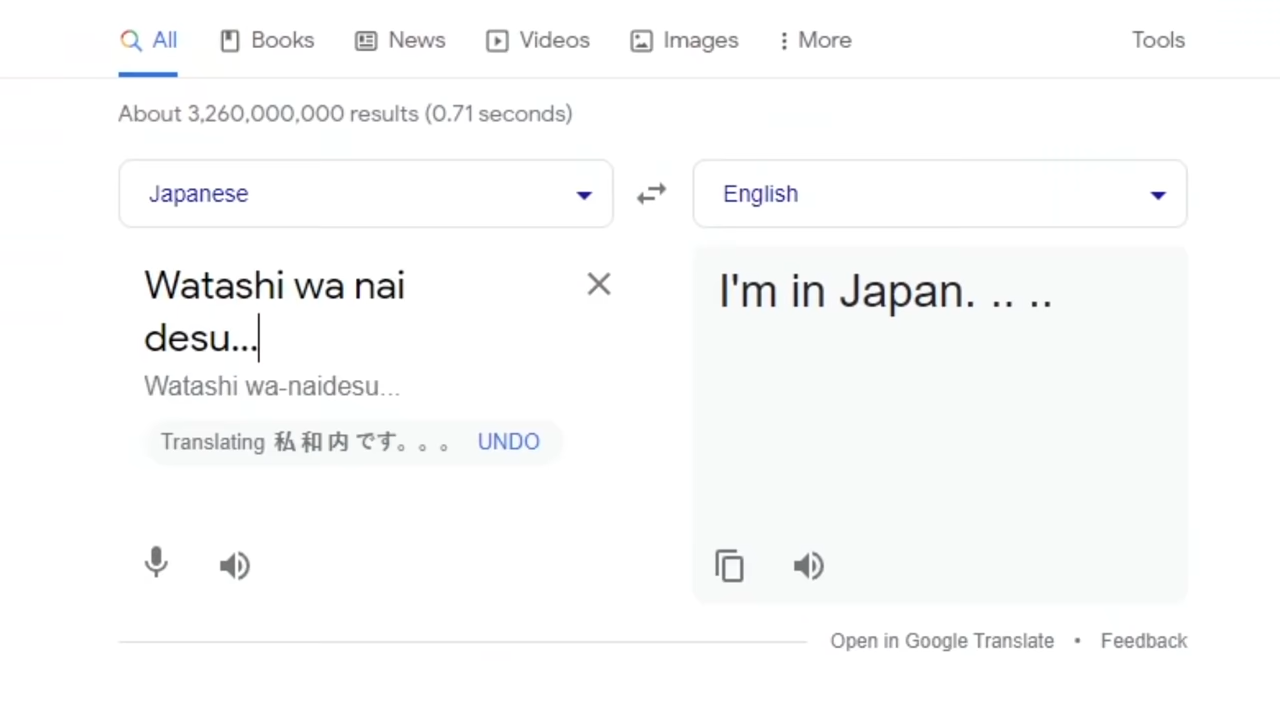 All Books News Videos Images More Tools
About 3,260,000,000 results (0.71 seconds)
Japanese English
Watashi wa nai
desu...
Watashi wa-naidesu...
Translating 私 和 内 です。。。 UNDO
I'm in Japan. .. ..
Open in Google Translate • Feedback